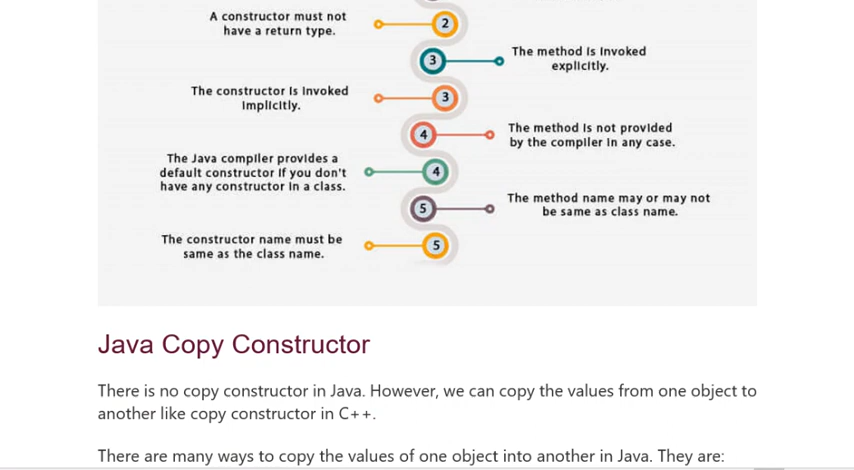 A constructor must not
have a return type.
2
3
The method is invoked
explicitly.
The constructor is invoked
implicitly.
3
4
The method is not provided
by the compiler in any case.
The Java compiler provides a
default constructor if you don't
have any constructor in a class.
4
5
The method name may or may not
be same as class name.
The constructor name must be
same as the class name.
5
Java Copy Constructor
There is no copy constructor in Java. However, we can copy the values from one object to
another like copy constructor in C++.
There are many ways to copy the values of one object into another in Java. They are: